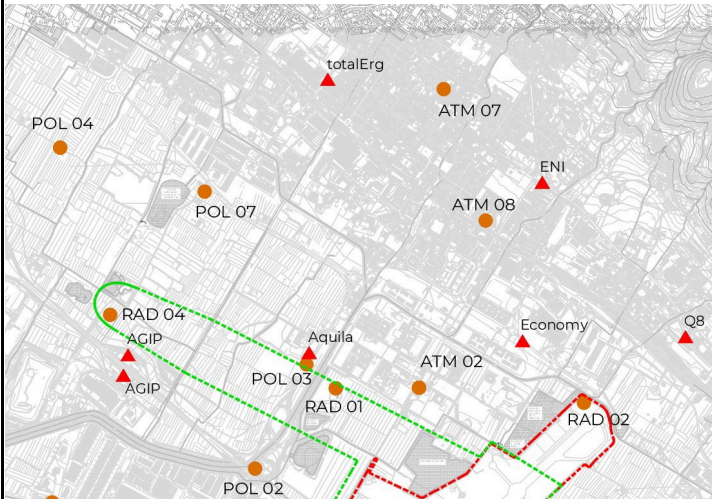 totalErg
ATM 07
POL 04
ENI
ATM 08
POL 07
RAD 04
Q8
Economy
Aquila
AGIP
ATM 02
POL 03
AGIP
RAD 01
RAD 02
POL 02